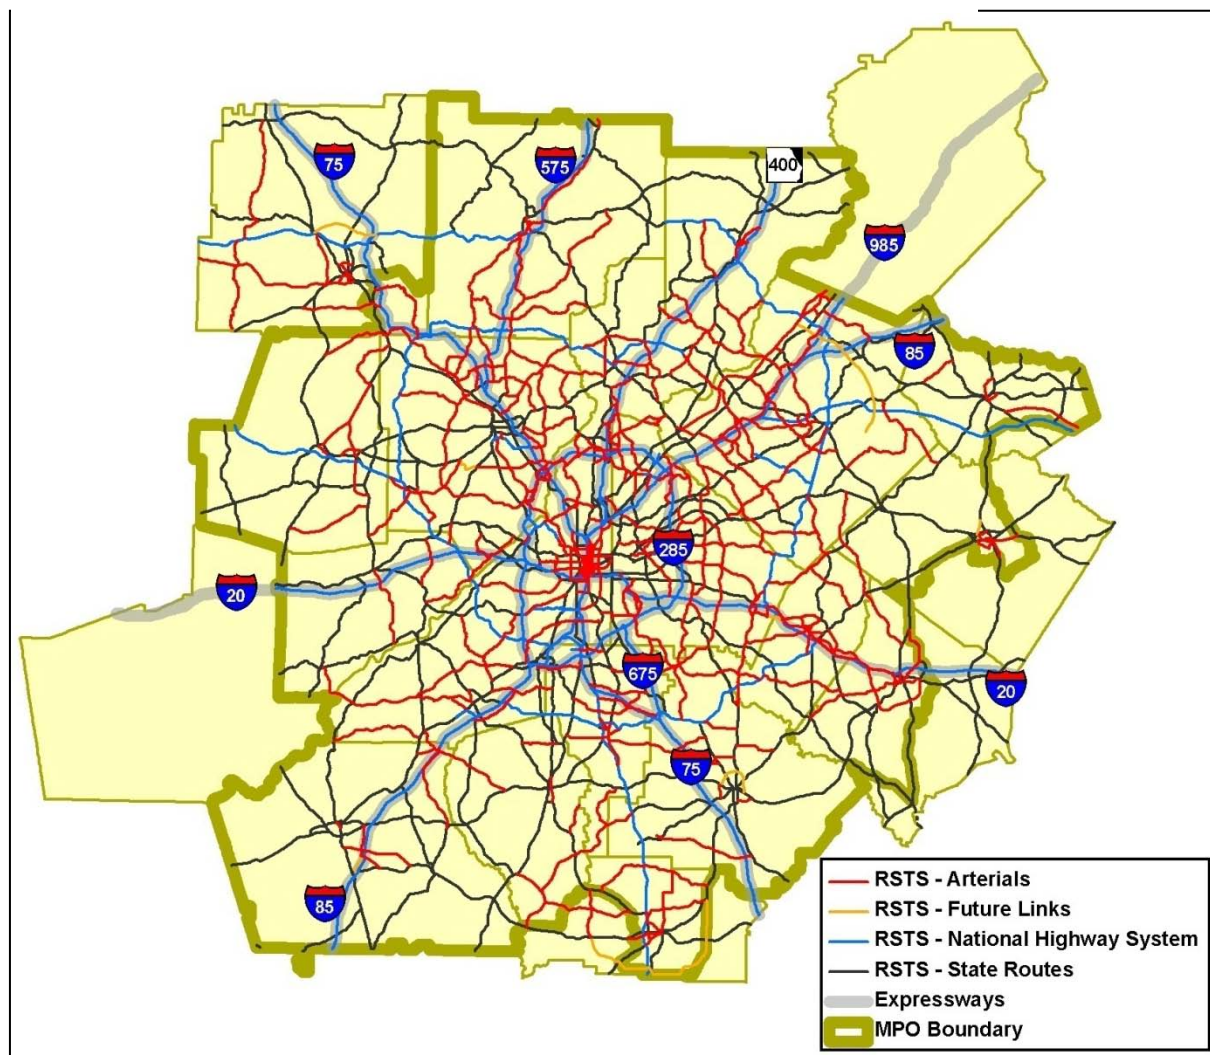 75
575
400
985
85
285
20
675
20
75
85
RSTS - Arterials
RSTS - Future Links
RSTS - National Highway System
RSTS - State Routes
Expressways
MPO Boundary